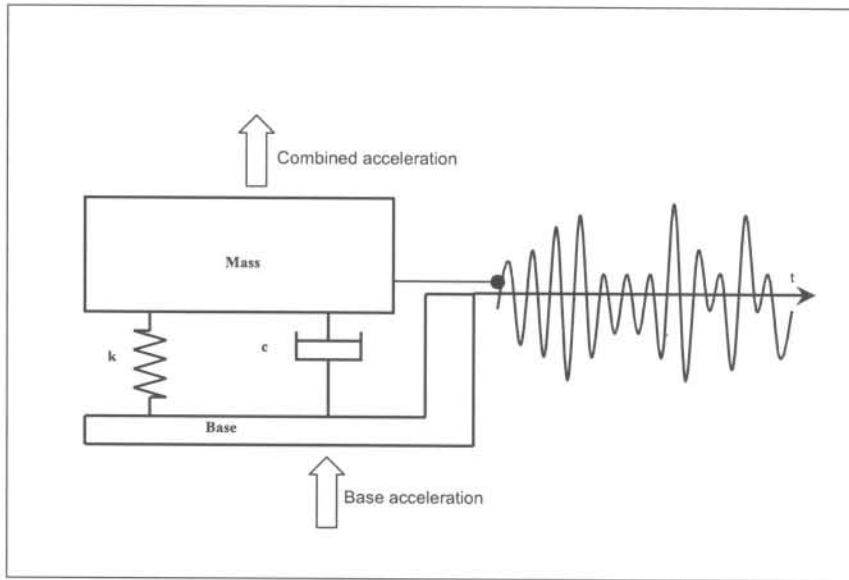 Combined acceleration
Mass
t
k
c
Base
Base acceleration